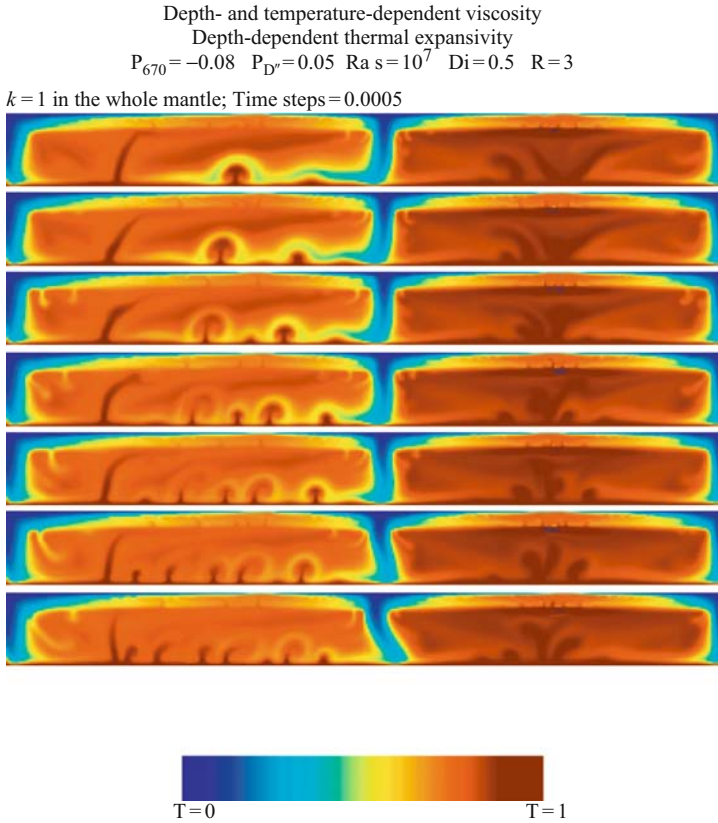 Depth- and temperature-dependent viscosity
Depth-dependent thermal expansivity
P670 = –0.08 PD″ = 0.05 Ra s = 10^7 Di = 0.5 R = 3
k = 1 in the whole mantle; Time steps = 0.0005
T = 0 T = 1